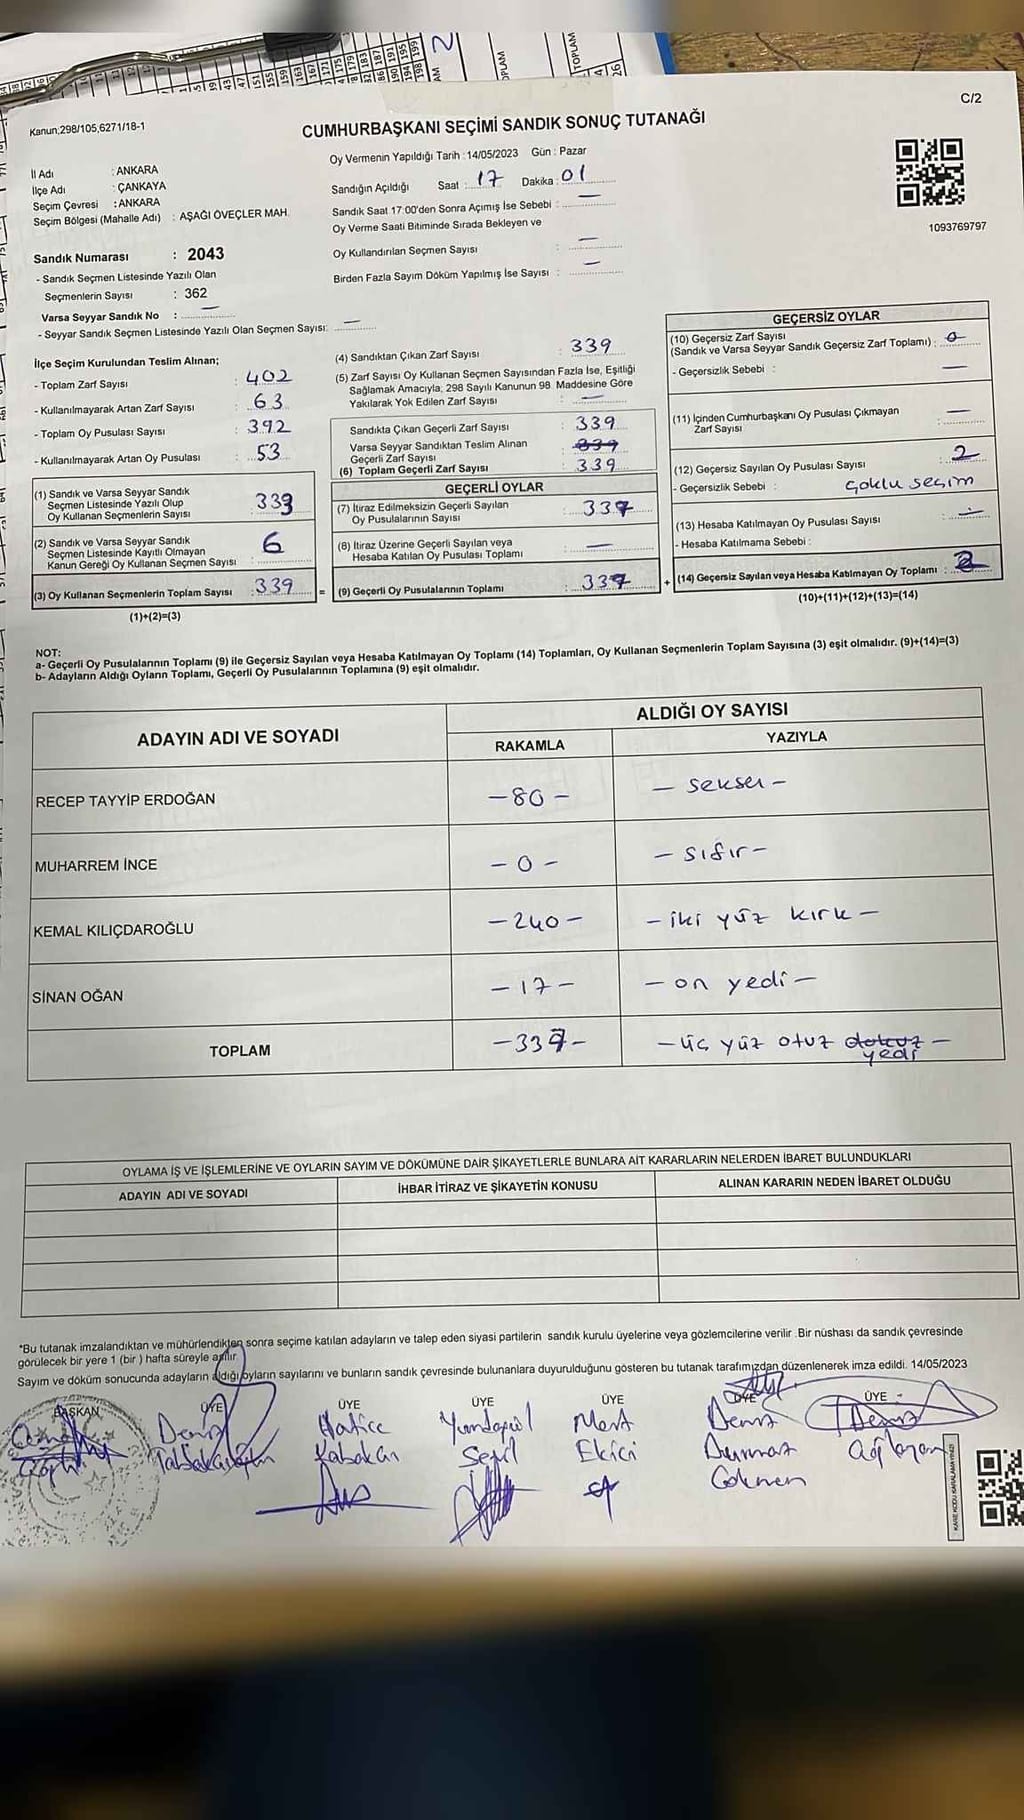 C/2
Kanun;298/105,6271/18-1
CUMHURBAŞKANI SEÇİMİ SANDIK SONUÇ TUTANAĞI
İl Adı : ANKARA
İlçe Adı : ÇANKAYA
Seçim Çevresi : ANKARA
Seçim Bölgesi (Mahalle Adı) : AŞAĞI ÖVEÇLER MAH.
Oy Vermenin Yapıldığı Tarih : 14/05/2023 Gün : Pazar
Sandığın Açıldığı Saat : 17 Dakika : 01
Sandık Saat 17:00'den Sonra Açımış İse Sebebi : —
Oy Verme Saati Bitiminde Sırada Bekleyen ve
Oy Kullandırılan Seçmen Sayısı : —
Birden Fazla Sayım Döküm Yapılmış İse Sayısı : —
1093769797
Sandık Numarası : 2043
- Sandık Seçmen Listesinde Yazılı Olan
Seçmenlerin Sayısı : 362
Varsa Seyyar Sandık No : —
- Seyyar Sandık Seçmen Listesinde Yazılı Olan Seçmen Sayısı: —
İlçe Seçim Kurulundan Teslim Alınan;
- Toplam Zarf Sayısı : 402
- Kullanılmayarak Artan Zarf Sayısı : 63
- Toplam Oy Pusulası Sayısı : 392
- Kullanılmayarak Artan Oy Pusulası : 53
(1) Sandık ve Varsa Seyyar Sandık
Seçmen Listesinde Yazılı Olup
Oy Kullanan Seçmenlerin Sayısı : 333
(2) Sandık ve Varsa Seyyar Sandık
Seçmen Listesinde Kayıtlı Olmayan
Kanun Gereği Oy Kullanan Seçmen Sayısı : 6
(3) Oy Kullanan Seçmenlerin Toplam Sayısı : 339 =
(1)+(2)=(3)
(4) Sandıktan Çıkan Zarf Sayısı : 339
(5) Zarf Sayısı Oy Kullanan Seçmen Sayısından Fazla İse, Eşitliği
Sağlamak Amacıyla; 298 Sayılı Kanunun 98 Maddesine Göre
Yakılarak Yok Edilen Zarf Sayısı : —
Sandıkta Çıkan Geçerli Zarf Sayısı : 339
Varsa Seyyar Sandıktan Teslim Alınan
Geçerli Zarf Sayısı : 339
(6) Toplam Geçerli Zarf Sayısı : 339
GEÇERLİ OYLAR
(7) İtiraz Edilmeksizin Geçerli Sayılan
Oy Pusulalarının Sayısı : 337
(8) İtiraz Üzerine Geçerli Sayılan veya
Hesaba Katılan Oy Pusulası Toplamı : —
(9) Geçerli Oy Pusulalarının Toplamı : 337 +
GEÇERSİZ OYLAR
(10) Geçersiz Zarf Sayısı
(Sandık ve Varsa Seyyar Sandık Geçersiz Zarf Toplamı) : 0
- Geçersizlik Sebebi : —
(11) İçinden Cumhurbaşkanı Oy Pusulası Çıkmayan
Zarf Sayısı : —
(12) Geçersiz Sayılan Oy Pusulası Sayısı : 2
- Geçersizlik Sebebi : Çoklu seçim
(13) Hesaba Katılmayan Oy Pusulası Sayısı : —
- Hesaba Katılmama Sebebi :
(14) Geçersiz Sayılan veya Hesaba Katılmayan Oy Toplamı : 2
(10)+(11)+(12)+(13)=(14)
NOT:
a- Geçerli Oy Pusulalarının Toplamı (9) ile Geçersiz Sayılan veya Hesaba Katılmayan Oy Toplamı (14) Toplamları, Oy Kullanan Seçmenlerin Toplam Sayısına (3) eşit olmalıdır. (9)+(14)=(3)
b- Adayların Aldığı Oyların Toplamı, Geçerli Oy Pusulalarının Toplamına (9) eşit olmalıdır.
ADAYIN ADI VE SOYADI
ALDIĞI OY SAYISI
RAKAMLA YAZIYLA
RECEP TAYYİP ERDOĞAN -80- - seksen -
MUHARREM İNCE -0- - sıfır -
KEMAL KILIÇDAROĞLU -240- - iki yüz kırk -
SİNAN OĞAN -17- - on yedi -
TOPLAM -337- - üç yüz otuz dokuz -
yedi
OYLAMA İŞ VE İŞLEMLERİNE VE OYLARIN SAYIM VE DÖKÜMÜNE DAİR ŞİKAYETLERLE BUNLARA AİT KARARLARIN NELERDEN İBARET BULUNDUKLARI
ADAYIN ADI VE SOYADI İHBAR İTİRAZ VE ŞİKAYETİN KONUSU ALINAN KARARIN NEDEN İBARET OLDUĞU
*Bu tutanak imzalandıktan ve mühürlendikten sonra seçime katılan adayların ve talep eden siyasi partilerin sandık kurulu üyelerine veya gözlemcilerine verilir .Bir nüshası da sandık çevresinde
görülecek bir yere 1 (bir ) hafta süreyle asılır
Sayım ve döküm sonucunda adayların aldığı oyların sayılarını ve bunların sandık çevresinde bulunanlara duyurulduğunu gösteren bu tutanak tarafımızdan düzenlenerek imza edildi. 14/05/2023
BAŞKAN ÜYE ÜYE ÜYE ÜYE ÜYE ÜYE
Deniz Hatice Yurdagül Mert Deniz Deniz
Kabakan Seyil Ekici Durmaz Ağlayan
Gökmen
KARE KODU KARALAMAYINIZ!